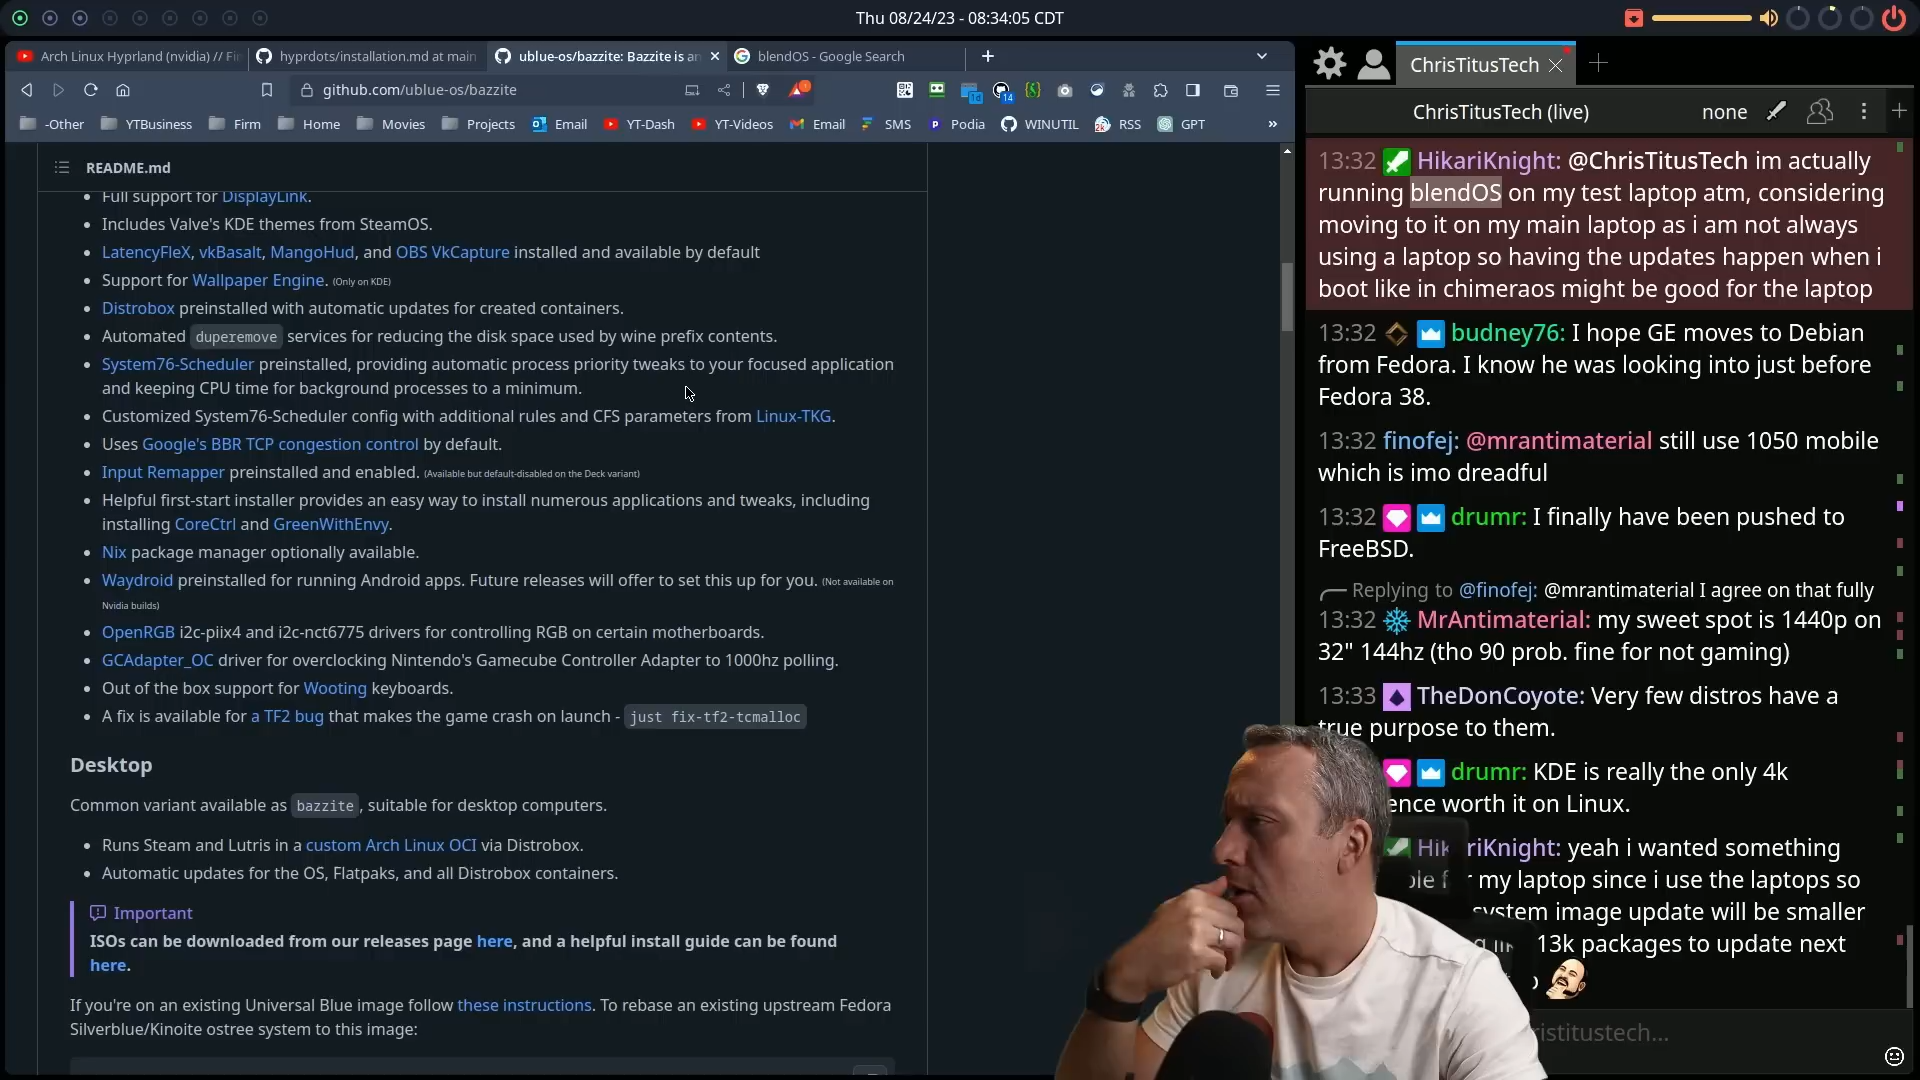 Thu 08/24/23 - 08:34:05 CDT
Arch Linux Hyprland (nvidia) // Fi
hyprdots/installation.md at main
ublue-os/bazzite: Bazzite is an
blendOS - Google Search
github.com/ublue-os/bazzite
1d
14
-Other
YTBusiness
Firm
Home
Movies
Projects
Email
YT-Dash
YT-Videos
Email
SMS
Podia
WINUTIL
RSS
GPT
README.md
Full support for DisplayLink.
Includes Valve's KDE themes from SteamOS.
LatencyFleX, vkBasalt, MangoHud, and OBS VkCapture installed and available by default
Support for Wallpaper Engine. (Only on KDE)
Distrobox preinstalled with automatic updates for created containers.
Automated duperemove services for reducing the disk space used by wine prefix contents.
System76-Scheduler preinstalled, providing automatic process priority tweaks to your focused application
and keeping CPU time for background processes to a minimum.
Customized System76-Scheduler config with additional rules and CFS parameters from Linux-TKG.
Uses Google's BBR TCP congestion control by default.
Input Remapper preinstalled and enabled. (Available but default-disabled on the Deck variant)
Helpful first-start installer provides an easy way to install numerous applications and tweaks, including
installing CoreCtrl and GreenWithEnvy.
Nix package manager optionally available.
Waydroid preinstalled for running Android apps. Future releases will offer to set this up for you. (Not available on
Nvidia builds)
OpenRGB i2c-piix4 and i2c-nct6775 drivers for controlling RGB on certain motherboards.
GCAdapter_OC driver for overclocking Nintendo's Gamecube Controller Adapter to 1000hz polling.
Out of the box support for Wooting keyboards.
A fix is available for a TF2 bug that makes the game crash on launch - just fix-tf2-tcmalloc
Desktop
Common variant available as bazzite, suitable for desktop computers.
Runs Steam and Lutris in a custom Arch Linux OCI via Distrobox.
Automatic updates for the OS, Flatpaks, and all Distrobox containers.
Important
ISOs can be downloaded from our releases page here, and a helpful install guide can be found
here.
If you're on an existing Universal Blue image follow these instructions. To rebase an existing upstream Fedora
Silverblue/Kinoite ostree system to this image:
ChrisTitusTech
ChrisTitusTech (live)
none
13:32 HikariKnight: @ChrisTitusTech im actually
running blendOS on my test laptop atm, considering
moving to it on my main laptop as i am not always
using a laptop so having the updates happen when i
boot like in chimeraos might be good for the laptop
13:32 budney76: I hope GE moves to Debian
from Fedora. I know he was looking into just before
Fedora 38.
13:32 finofej: @mrantimaterial still use 1050 mobile
which is imo dreadful
13:32 drumr: I finally have been pushed to
FreeBSD.
Replying to @finofej: @mrantimaterial I agree on that fully
13:32 MrAntimaterial: my sweet spot is 1440p on
32" 144hz (tho 90 prob. fine for not gaming)
13:33 TheDonCoyote: Very few distros have a
true purpose to them.
drumr: KDE is really the only 4k
ence worth it on Linux.
HikariKnight: yeah i wanted something
my laptop since i use the laptops so
system image update will be smaller
13k packages to update next
ristitustech...